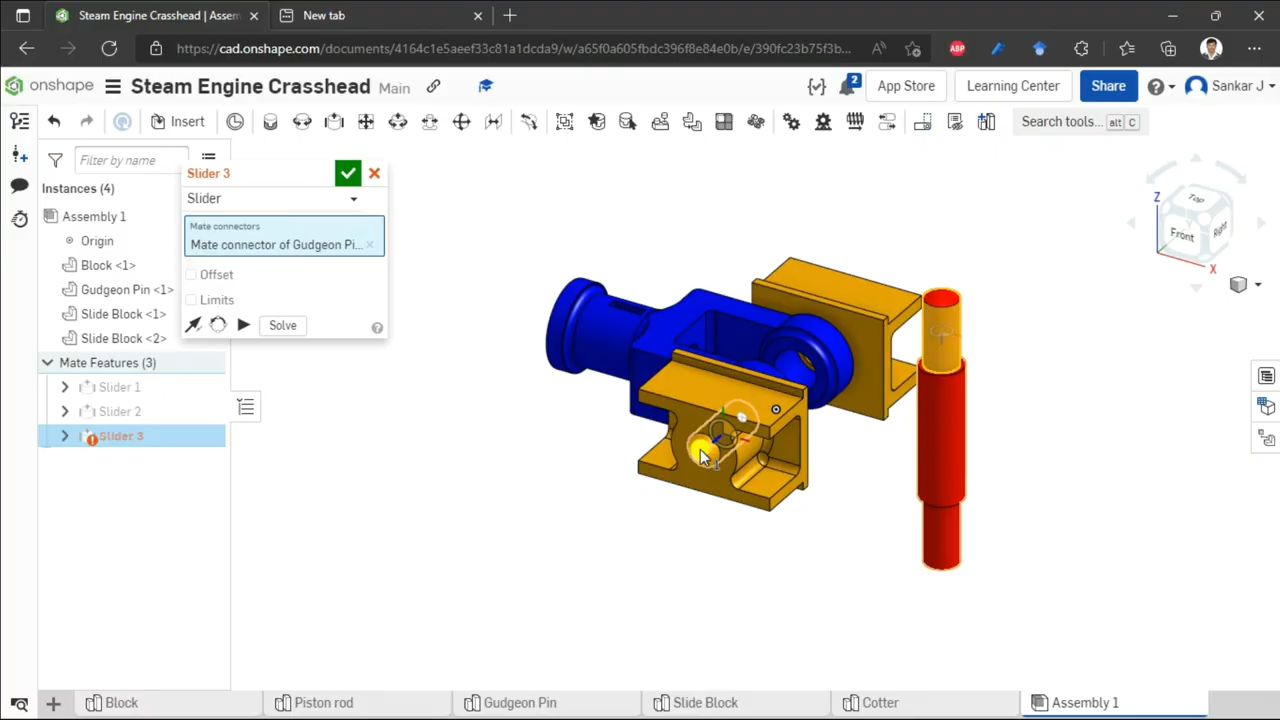 Steam Engine Crasshead | Assem
New tab
https://cad.onshape.com/documents/4164c1e5aeef33c81a1dcda9/w/a65f0a605fbdc396f8e84e0b/e/390fc23b75f3b...
ABP
onshape
Steam Engine Crasshead
Main
2
App Store
Learning Center
Share
Sankar J
Insert
Search tools...
alt
C
Filter by name
Instances (4)
Assembly 1
Origin
Block <1>
Gudgeon Pin <1>
Slide Block <1>
Slide Block <2>
Mate Features (3)
Slider 1
Slider 2
Slider 3
Slider 3
Slider
Mate connectors
Mate connector of Gudgeon Pi...
Offset
Limits
Solve
Z
Top
Front
Right
X
Block
Piston rod
Gudgeon Pin
Slide Block
Cotter
Assembly 1